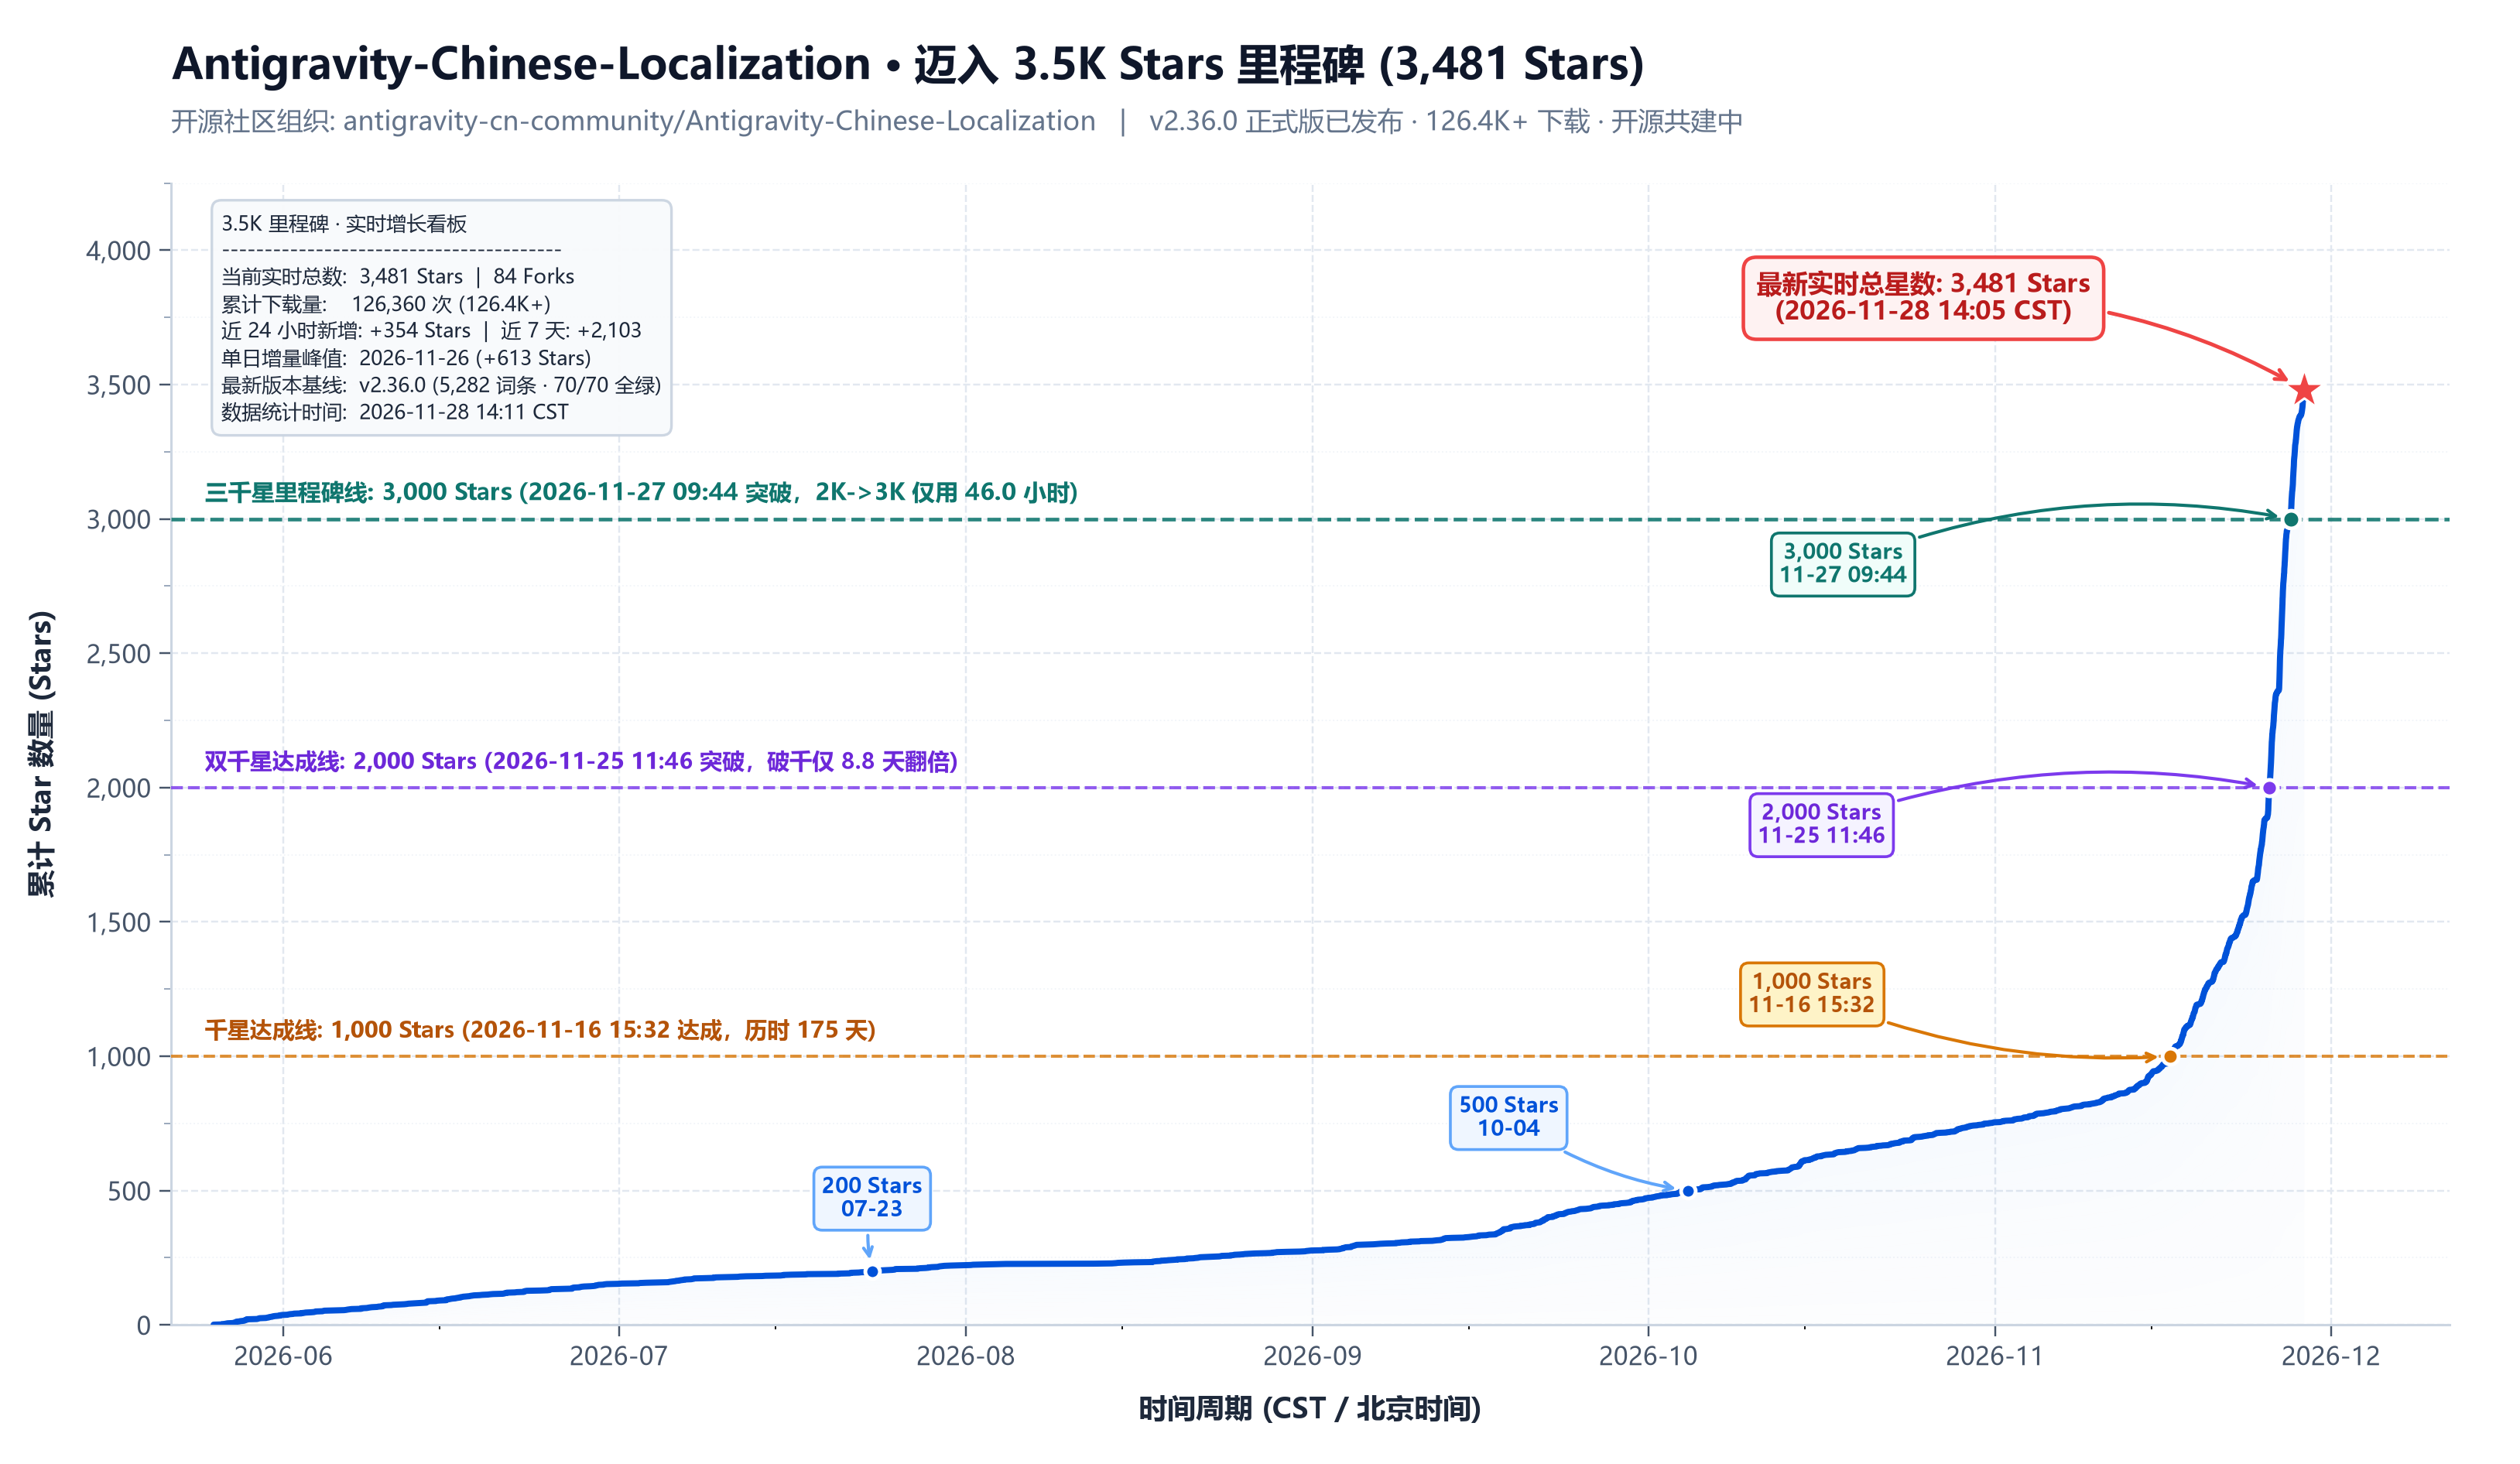 Antigravity-Chinese-Localization • 迈入 3.5K Stars 里程碑 (3,481 Stars)
开源社区组织: antigravity-cn-community/Antigravity-Chinese-Localization | v2.36.0 正式版已发布 · 126.4K+ 下载 · 开源共建中
3.5K 里程碑 · 实时增长看板
----------------------------------------
当前实时总数: 3,481 Stars | 84 Forks
累计下载量: 126,360 次 (126.4K+)
近 24 小时新增: +354 Stars | 近 7 天: +2,103
单日增量峰值: 2026-11-26 (+613 Stars)
最新版本基线: v2.36.0 (5,282 词条 · 70/70 全绿)
数据统计时间: 2026-11-28 14:11 CST
最新实时总星数: 3,481 Stars
(2026-11-28 14:05 CST)
三千星里程碑线: 3,000 Stars (2026-11-27 09:44 突破，2K->3K 仅用 46.0 小时)
3,000 Stars
11-27 09:44
双千星达成线: 2,000 Stars (2026-11-25 11:46 突破，破千仅 8.8 天翻倍)
2,000 Stars
11-25 11:46
1,000 Stars
11-16 15:32
千星达成线: 1,000 Stars (2026-11-16 15:32 达成，历时 175 天)
500 Stars
10-04
200 Stars
07-23
累计 Star 数量 (Stars)
4,000
3,500
3,000
2,500
2,000
1,500
1,000
500
0
2026-06
2026-07
2026-08
2026-09
2026-10
2026-11
2026-12
时间周期 (CST / 北京时间)